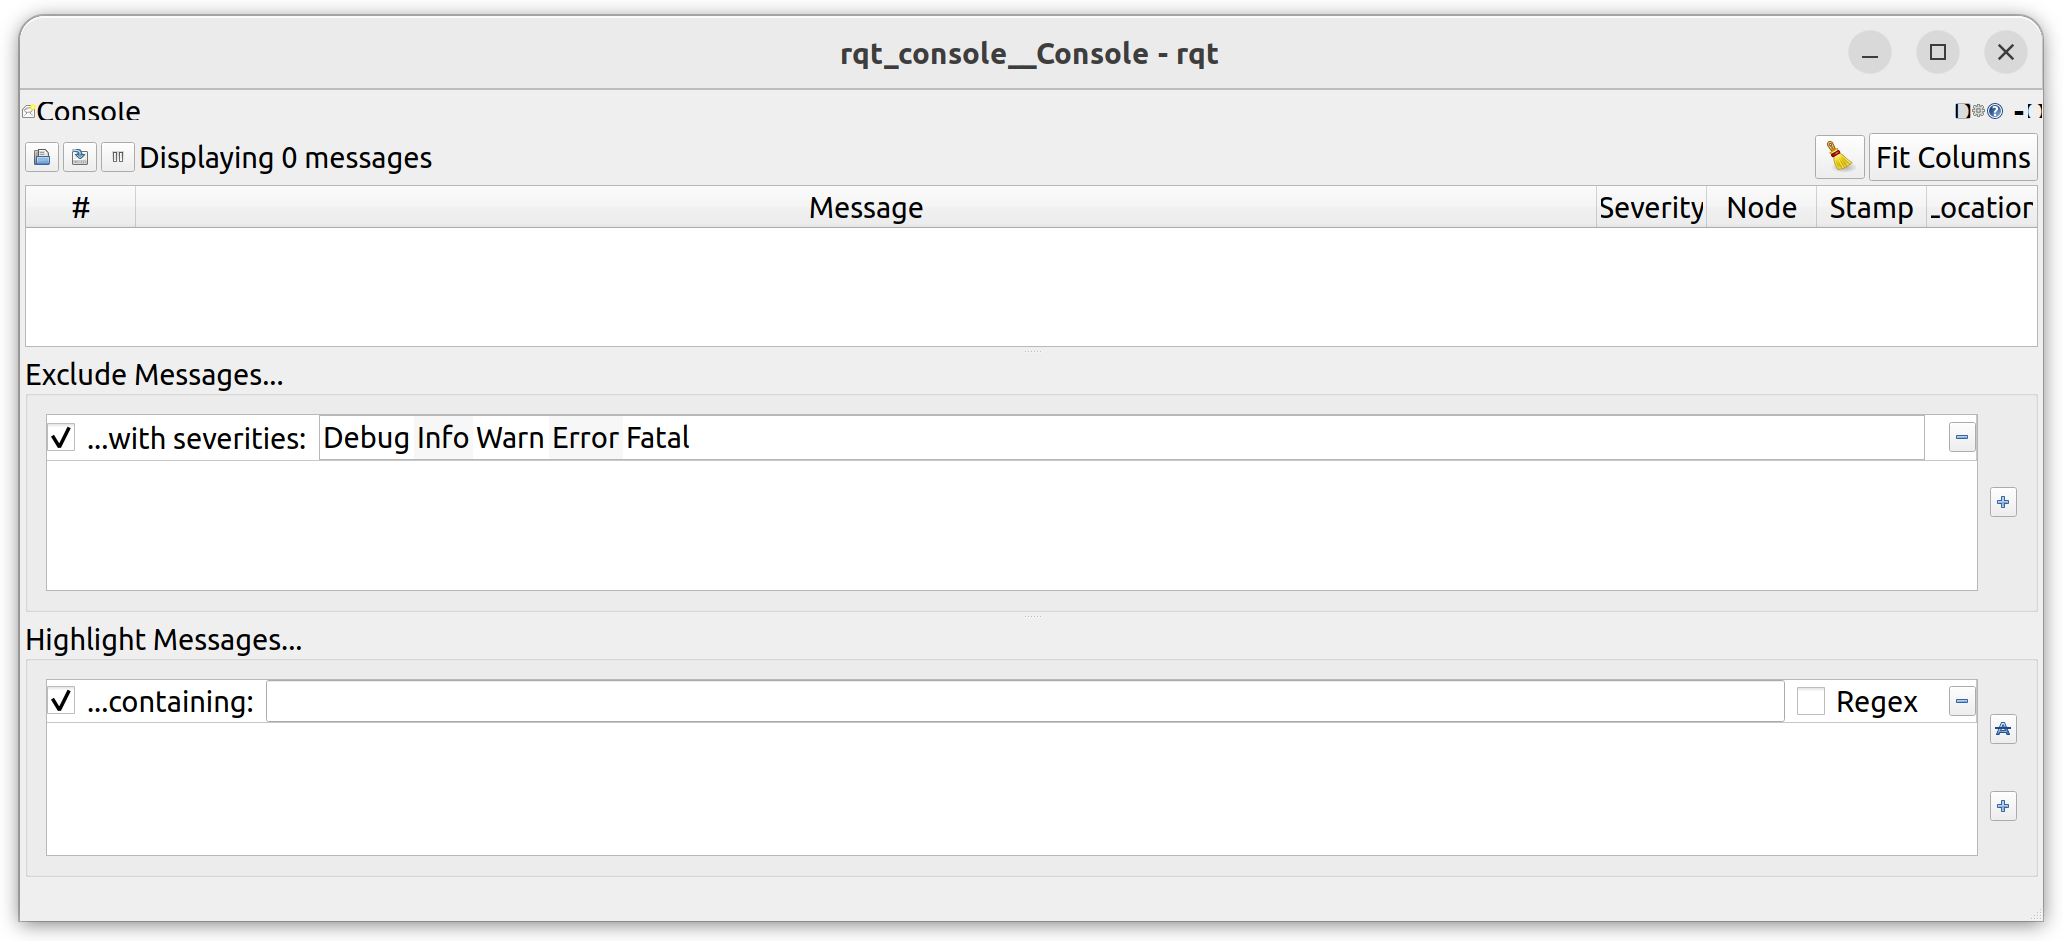 rqt_console__Console - rqt
Console
Displaying 0 messages
Fit Columns
# Message Severity Node Stamp Location
Exclude Messages...
...with severities: Debug Info Warn Error Fatal
Highlight Messages...
...containing: Regex